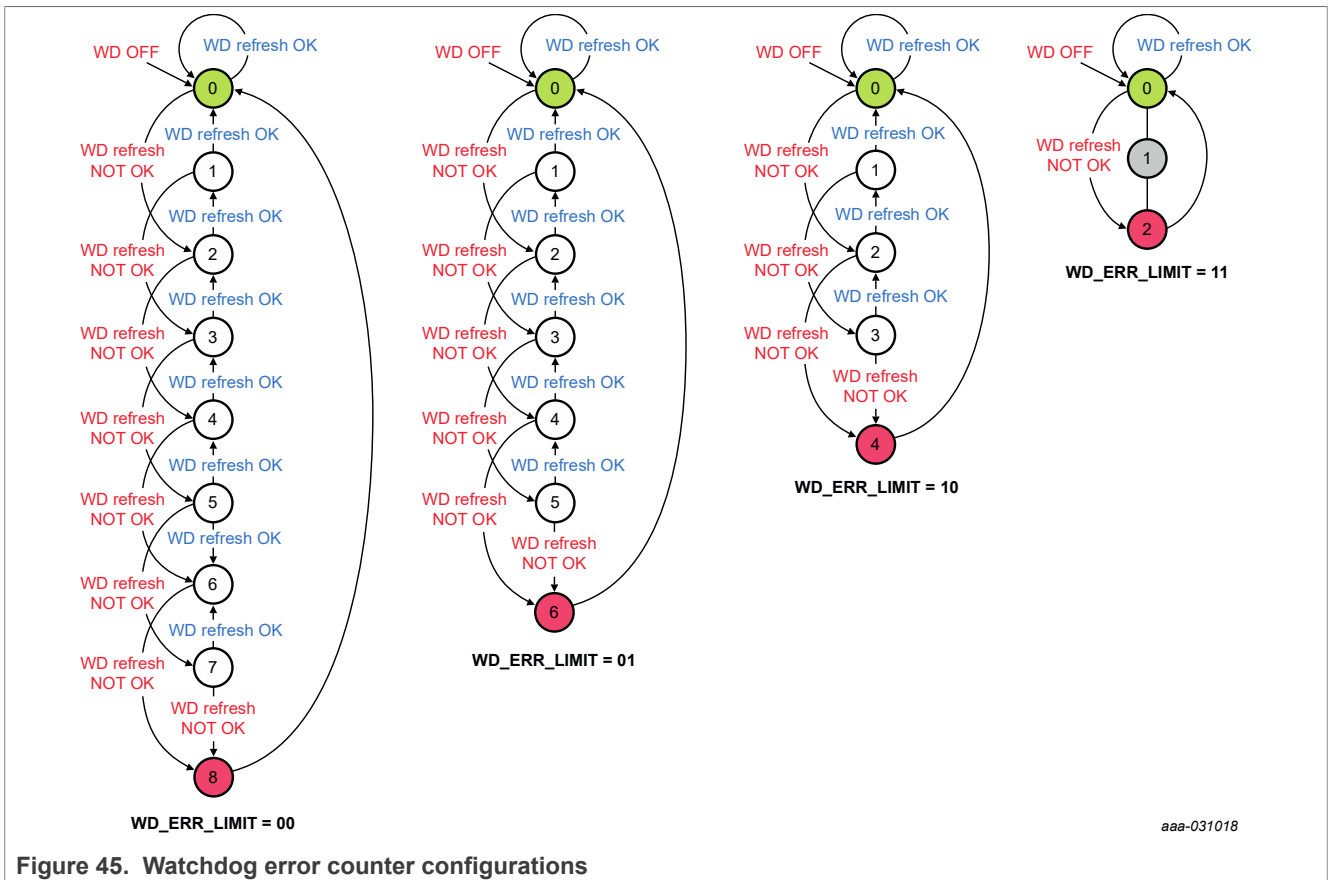 WD OFF
WD refresh OK
0
WD refresh OK
WD refresh
NOT OK
1
WD refresh OK
2
WD refresh
NOT OK
WD refresh OK
3
WD refresh
NOT OK
WD refresh OK
4
WD refresh
NOT OK
WD refresh OK
5
WD refresh
NOT OK
WD refresh OK
6
WD refresh
NOT OK
WD refresh OK
7
WD refresh
NOT OK
WD refresh
NOT OK
8
WD_ERR_LIMIT = 00
WD OFF
WD refresh OK
0
WD refresh OK
WD refresh
NOT OK
1
WD refresh OK
2
WD refresh
NOT OK
WD refresh OK
3
WD refresh
NOT OK
WD refresh OK
4
WD refresh
NOT OK
WD refresh OK
5
WD refresh
NOT OK
WD refresh
NOT OK
6
WD_ERR_LIMIT = 01
WD OFF
WD refresh OK
0
WD refresh OK
WD refresh
NOT OK
1
WD refresh OK
2
WD refresh
NOT OK
WD refresh OK
3
WD refresh
NOT OK
WD refresh
NOT OK
4
WD_ERR_LIMIT = 10
WD OFF
WD refresh OK
0
WD refresh
NOT OK
1
2
WD_ERR_LIMIT = 11
aaa-031018
Figure 45. Watchdog error counter configurations